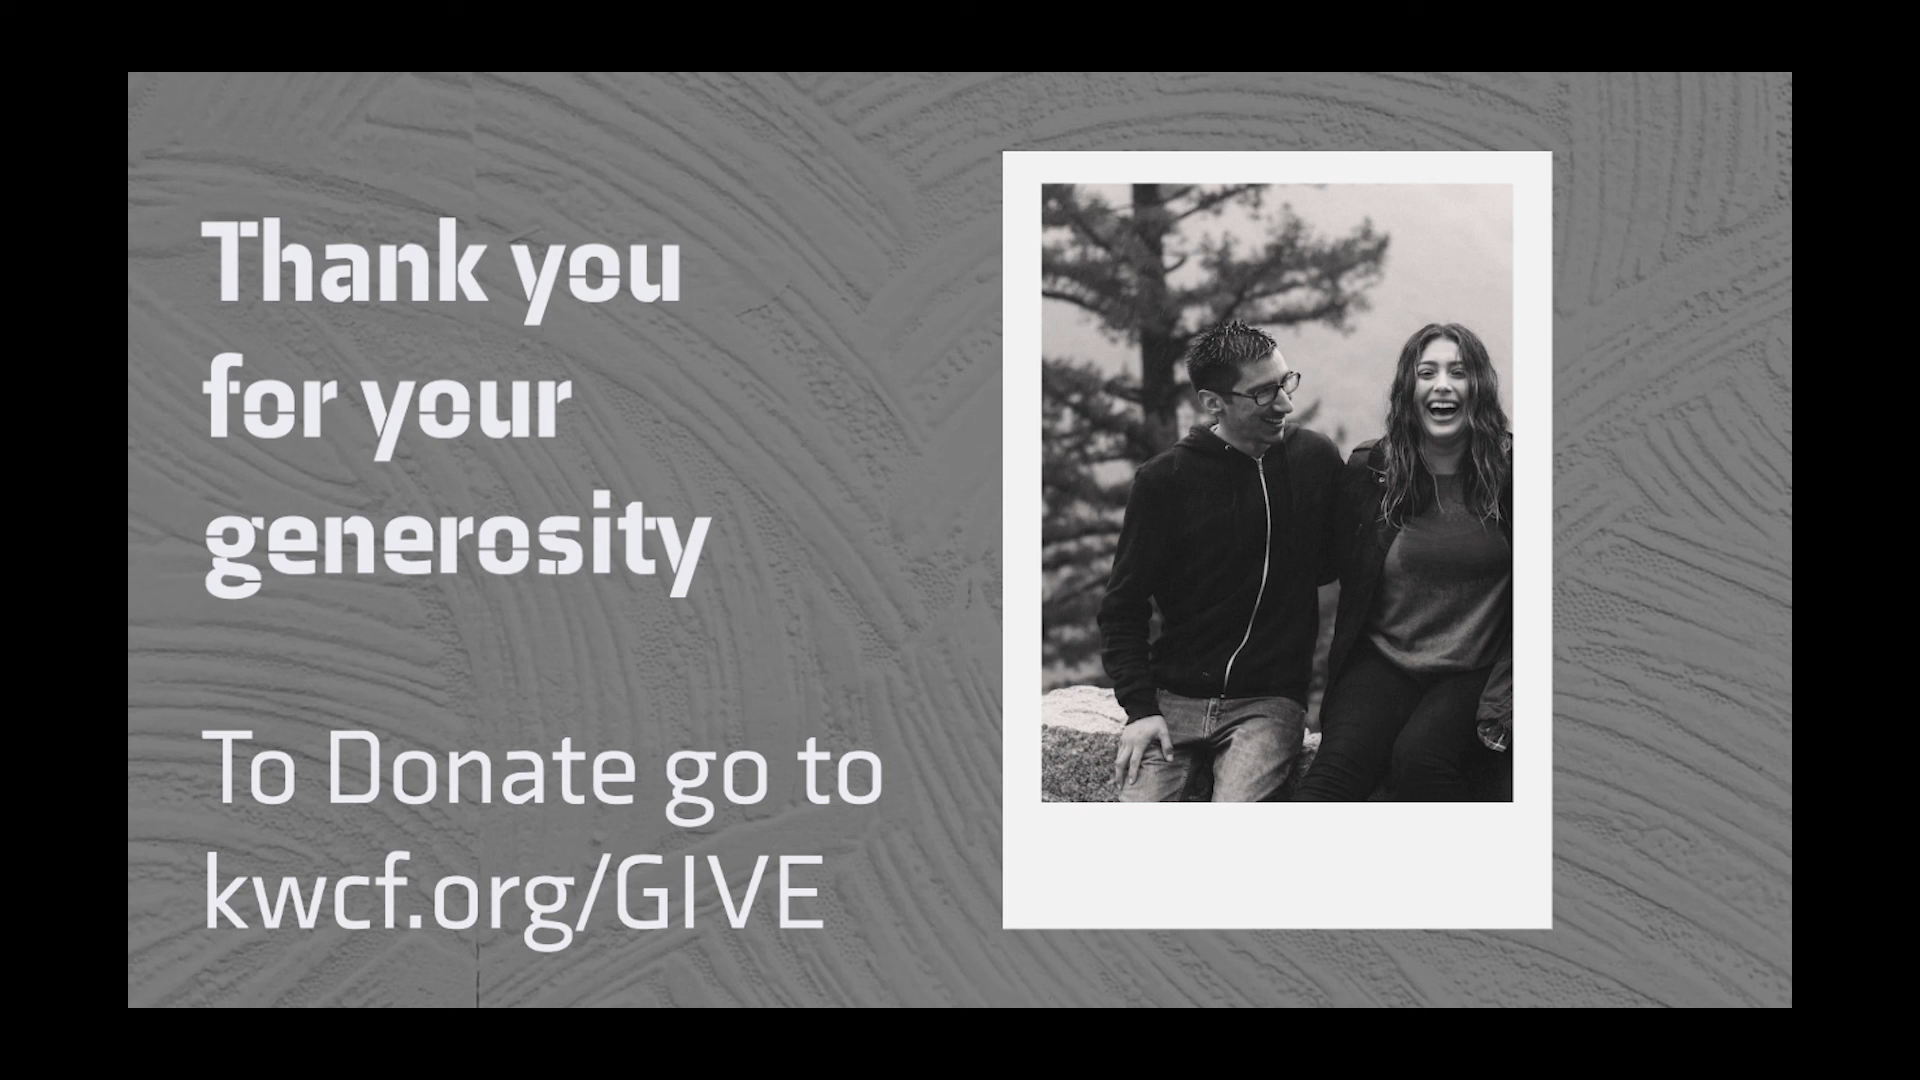 Thank you
for your
generosity
To Donate go to
kwcf.org/GIVE